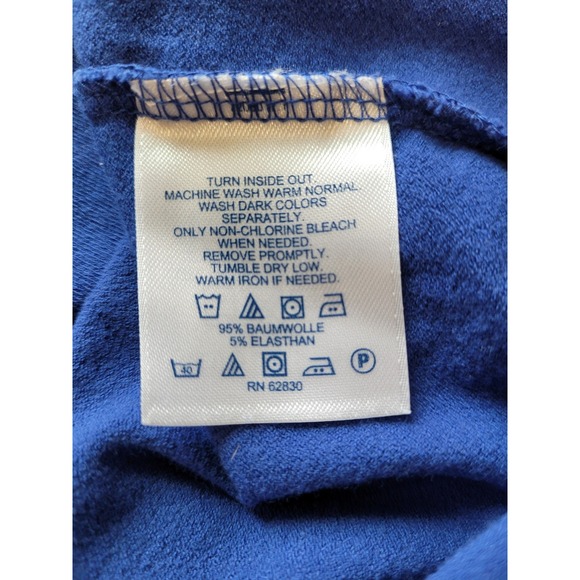 TURN INSIDE OUT.
MACHINE WASH WARM NORMAL.
WASH DARK COLORS
SEPARATELY.
ONLY NON-CHLORINE BLEACH
WHEN NEEDED.
REMOVE PROMPTLY.
TUMBLE DRY LOW.
WARM IRON IF NEEDED.
95% BAUMWOLLE
5% ELASTHAN
40 P
RN 62830